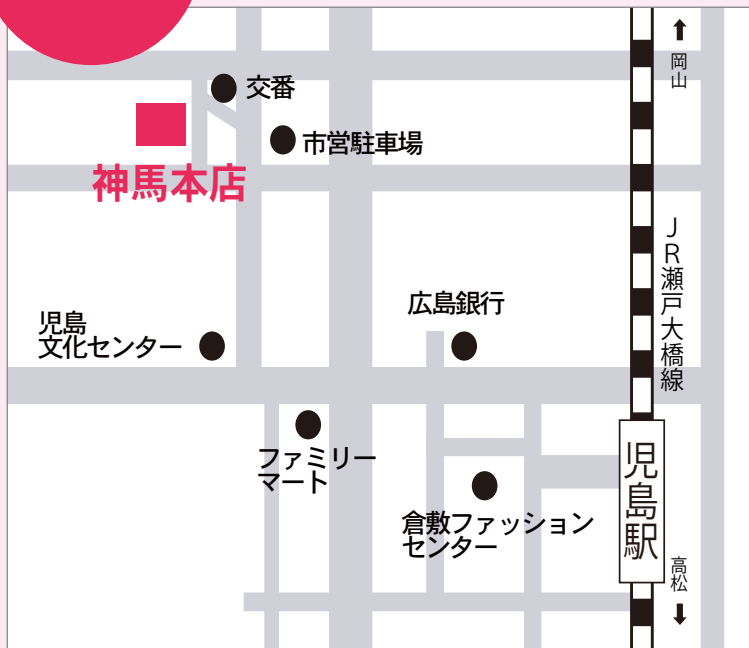 岡山
交番
市営駐車場
神馬本店
JR瀬戸大橋線
広島銀行
児島
文化センター
ファミリー
マート
児島駅
倉敷ファッション
センター
高松